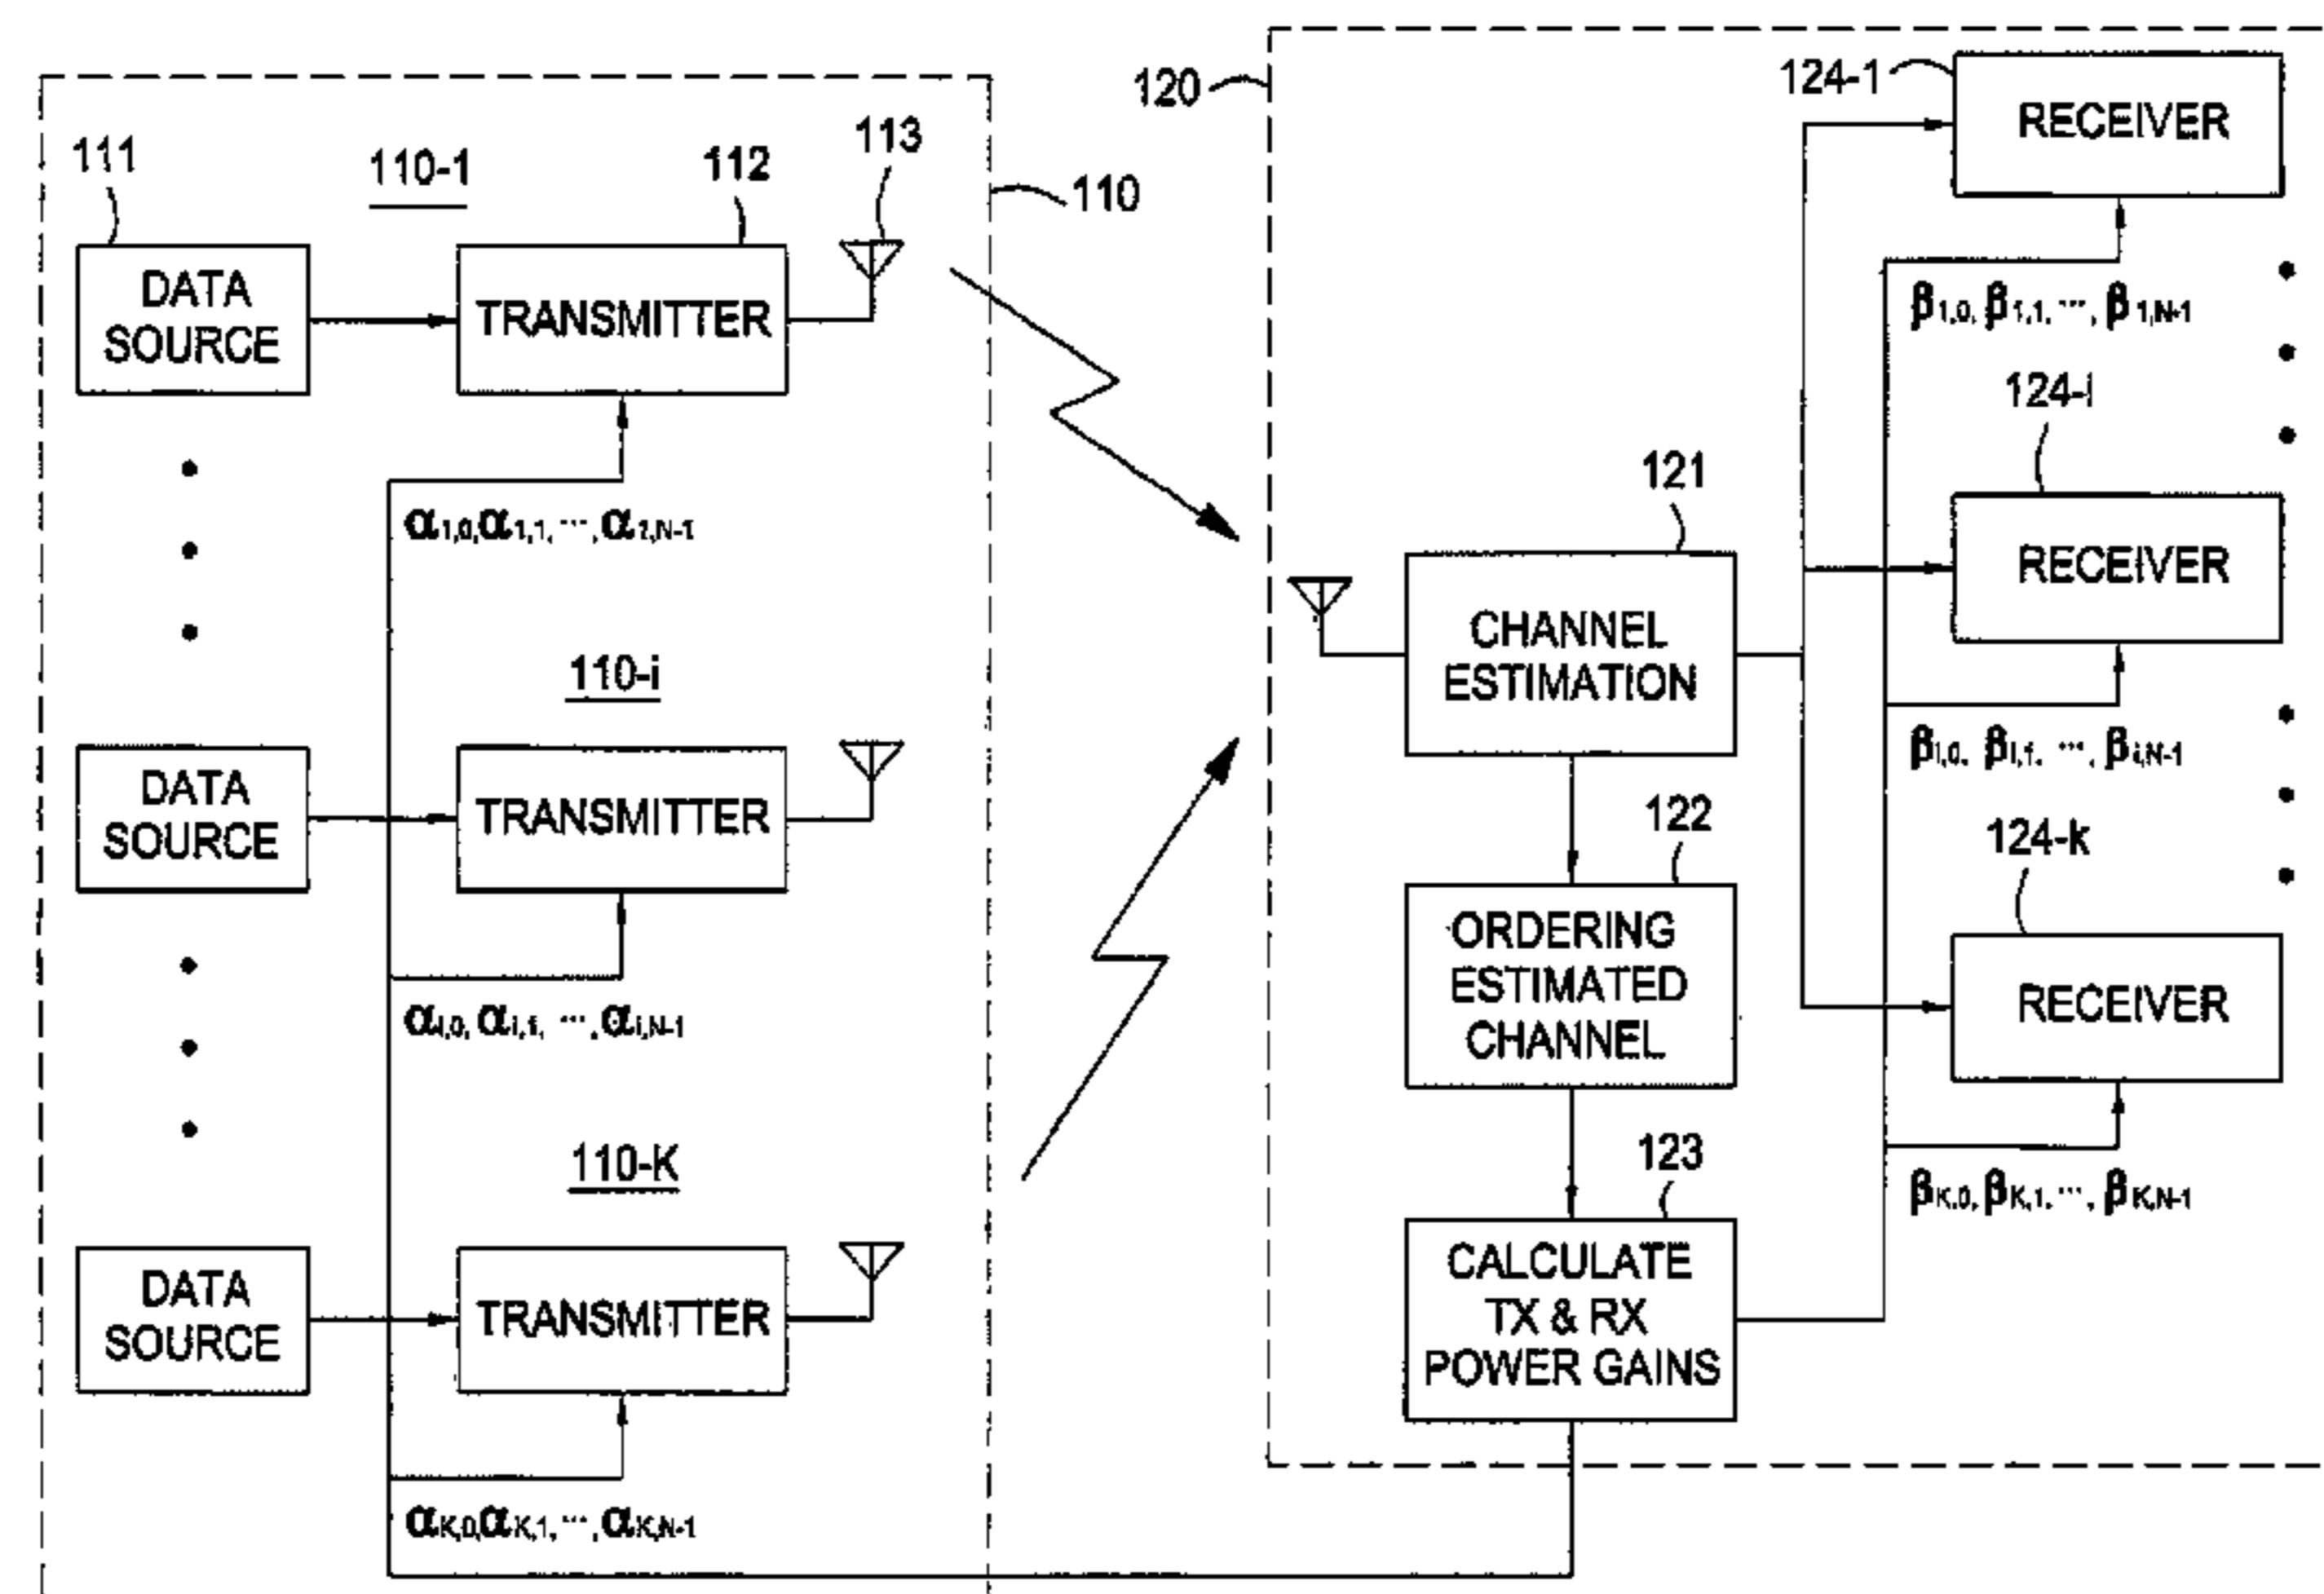 111
110-1
112
113
110
DATA
SOURCE
TRANSMITTER
α1,0,α1,1, ···,α1,N-1
110-i
DATA
SOURCE
TRANSMITTER
αi,0,αi,1, ···,αi,N-1
110-K
DATA
SOURCE
TRANSMITTER
αK,0,αK,1, ···,αK,N-1
120
121
CHANNEL
ESTIMATION
122
ORDERING
ESTIMATED
CHANNEL
123
CALCULATE
TX & RX
POWER GAINS
124-1
RECEIVER
β1,0, β1,1, ···, β1,N-1
124-i
RECEIVER
βi,0, βi,1, ···, βi,N-1
124-k
RECEIVER
βK,0, βK,1, ···, βK,N-1